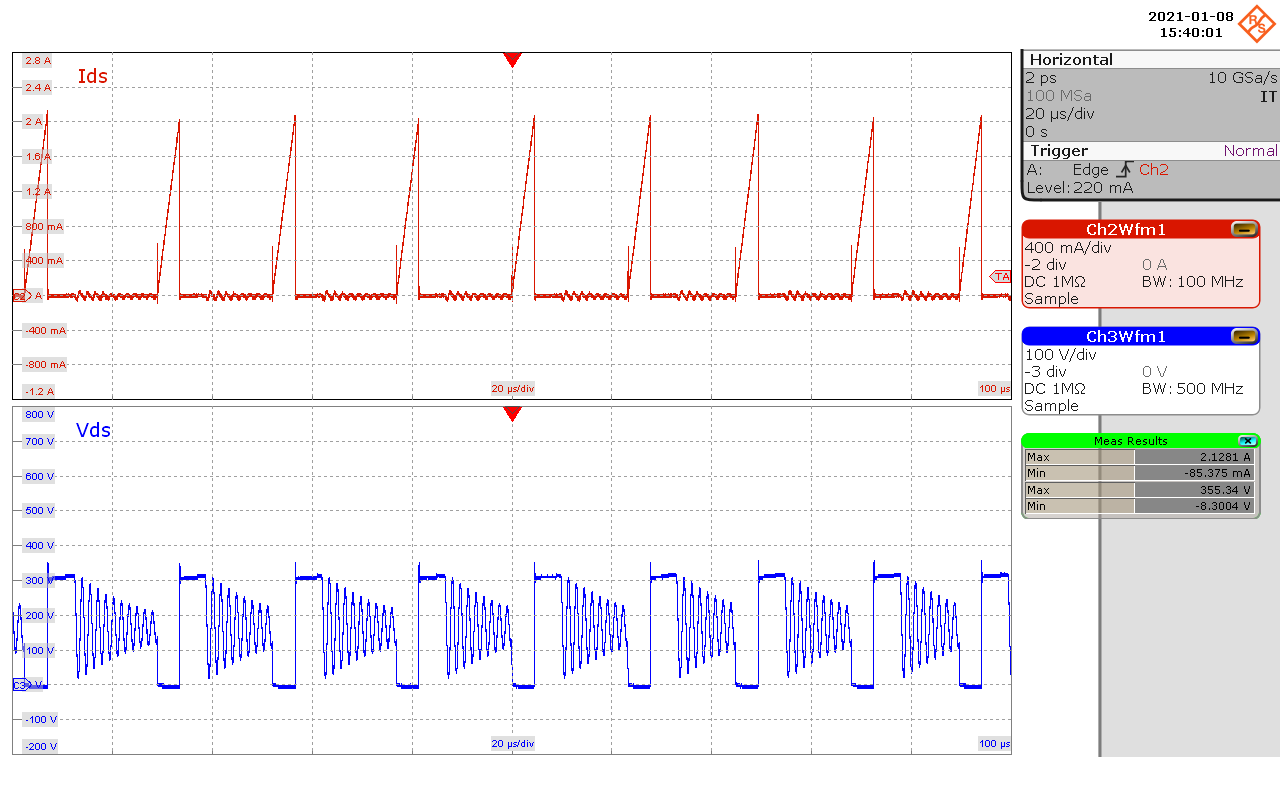 2021-01-08
15:40:01
R&S
Horizontal
2 ps 10 GSa/s
100 MSa IT
20 µs/div
0 s
Trigger Normal
A: Edge Ch2
Level: 220 mA
Ch2Wfm1
400 mA/div
-2 div 0 A
DC 1MΩ BW: 100 MHz
Sample
Ch3Wfm1
100 V/div
-3 div 0 V
DC 1MΩ BW: 500 MHz
Sample
Meas Results
Max 2.1281 A
Min -85.375 mA
Max 355.34 V
Min -8.3004 V
Ids
2.8 A
2.4 A
2 A
1.6 A
1.2 A
800 mA
400 mA
C2 0 A
TA
-400 mA
-800 mA
-1.2 A
20 µs/div
100 µs
Vds
800 V
700 V
600 V
500 V
400 V
300 V
200 V
100 V
C3 0 V
-100 V
-200 V
20 µs/div
100 µs